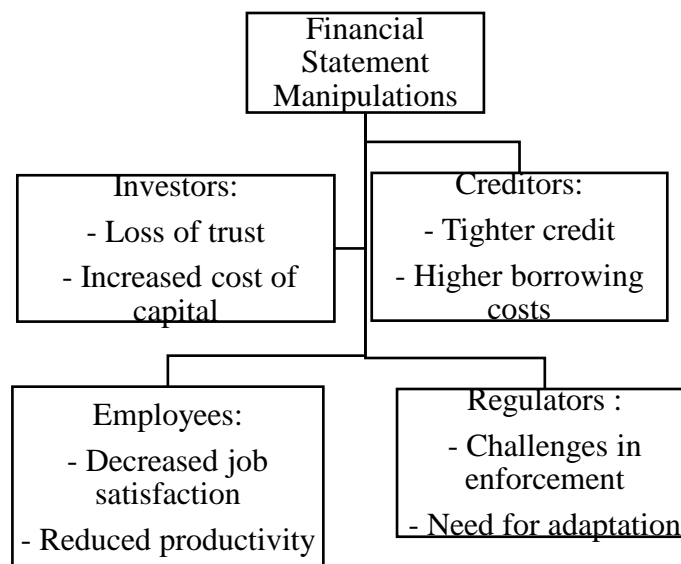 Financial
Statement
Manipulations
Investors:
- Loss of trust
- Increased cost of
capital
Creditors:
- Tighter credit
- Higher borrowing
costs
Employees:
- Decreased job
satisfaction
- Reduced productivity
Regulators :
- Challenges in
enforcement
- Need for adaptation